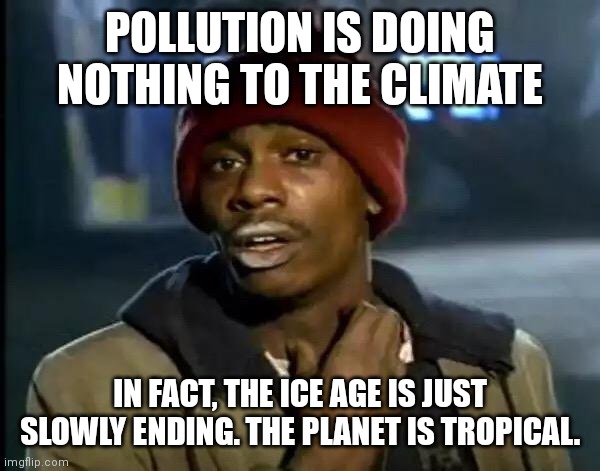 POLLUTION IS DOING
NOTHING TO THE CLIMATE
IN FACT, THE ICE AGE IS JUST
SLOWLY ENDING. THE PLANET IS TROPICAL.
imgflip.com